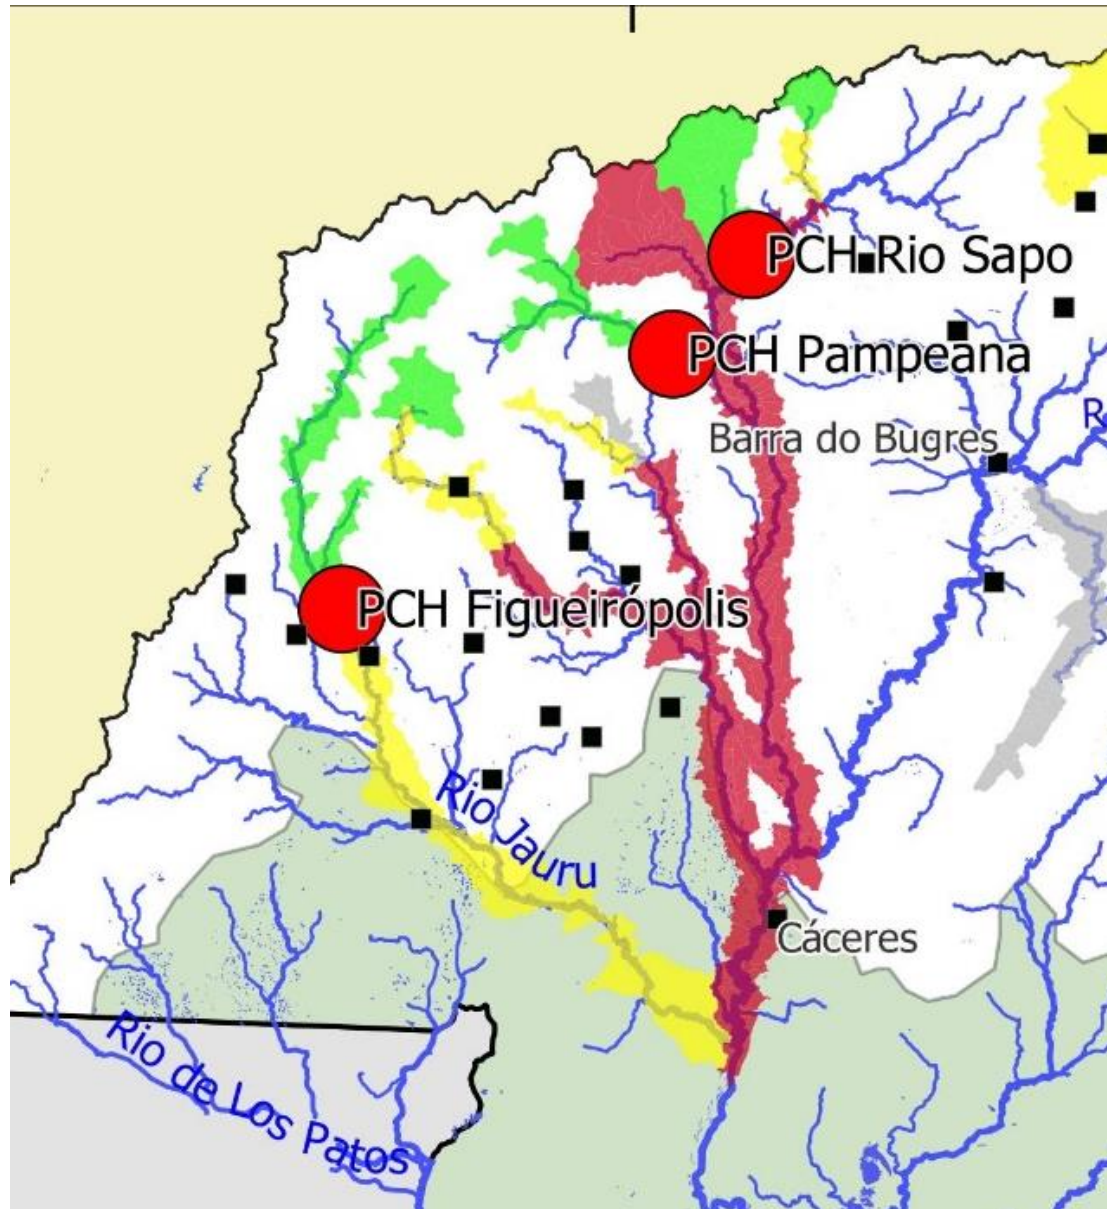 PCH Rio Sapo
PCH Pampeana
Barra do Bugres
R
PCH Figueirópolis
Rio Jauru
Cáceres
Rio de Los Patos